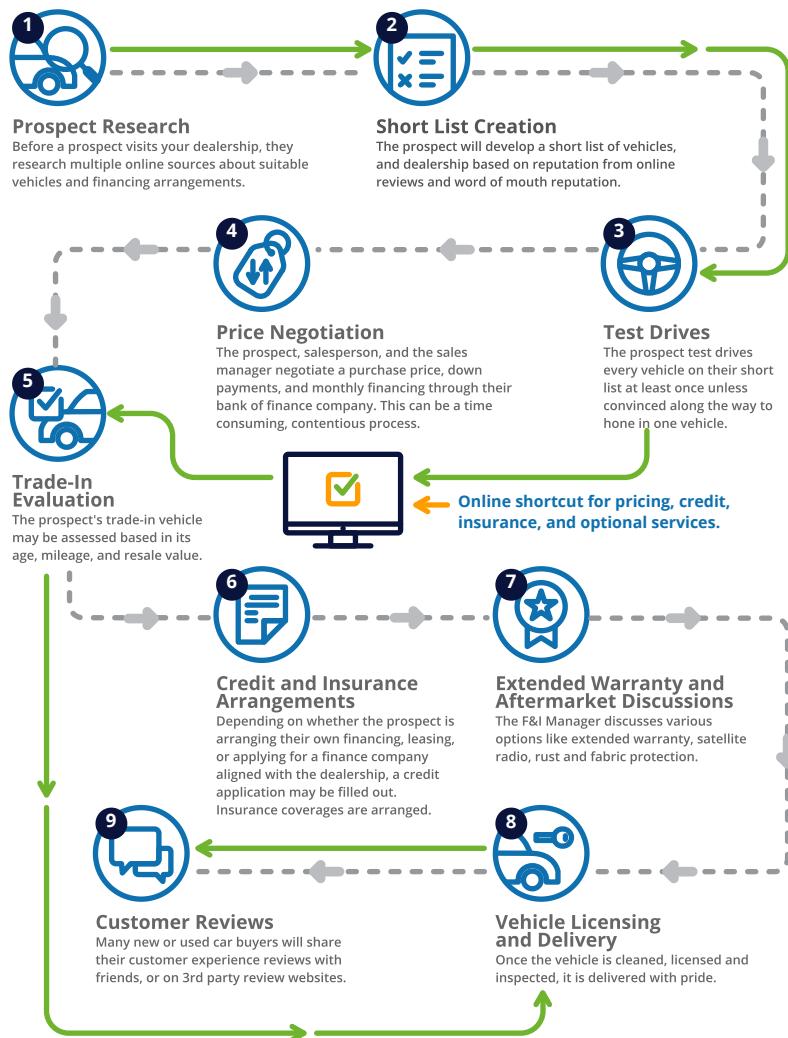 1
Prospect Research
Before a prospect visits your dealership, they
research multiple online sources about suitable
vehicles and financing arrangements.
2
Short List Creation
The prospect will develop a short list of vehicles,
and dealership based on reputation from online
reviews and word of mouth reputation.
3
Test Drives
The prospect test drives
every vehicle on their short
list at least once unless
convinced along the way to
hone in one vehicle.
4
Price Negotiation
The prospect, salesperson, and the sales
manager negotiate a purchase price, down
payments, and monthly financing through their
bank of finance company. This can be a time
consuming, contentious process.
5
Trade-In
Evaluation
The prospect's trade-in vehicle
may be assessed based in its
age, mileage, and resale value.
Online shortcut for pricing, credit,
insurance, and optional services.
6
Credit and Insurance
Arrangements
Depending on whether the prospect is
arranging their own financing, leasing,
or applying for a finance company
aligned with the dealership, a credit
application may be filled out.
Insurance coverages are arranged.
7
Extended Warranty and
Aftermarket Discussions
The F&I Manager discusses various
options like extended warranty, satellite
radio, rust and fabric protection.
8
Vehicle Licensing
and Delivery
Once the vehicle is cleaned, licensed and
inspected, it is delivered with pride.
9
Customer Reviews
Many new or used car buyers will share
their customer experience reviews with
friends, or on 3rd party review websites.